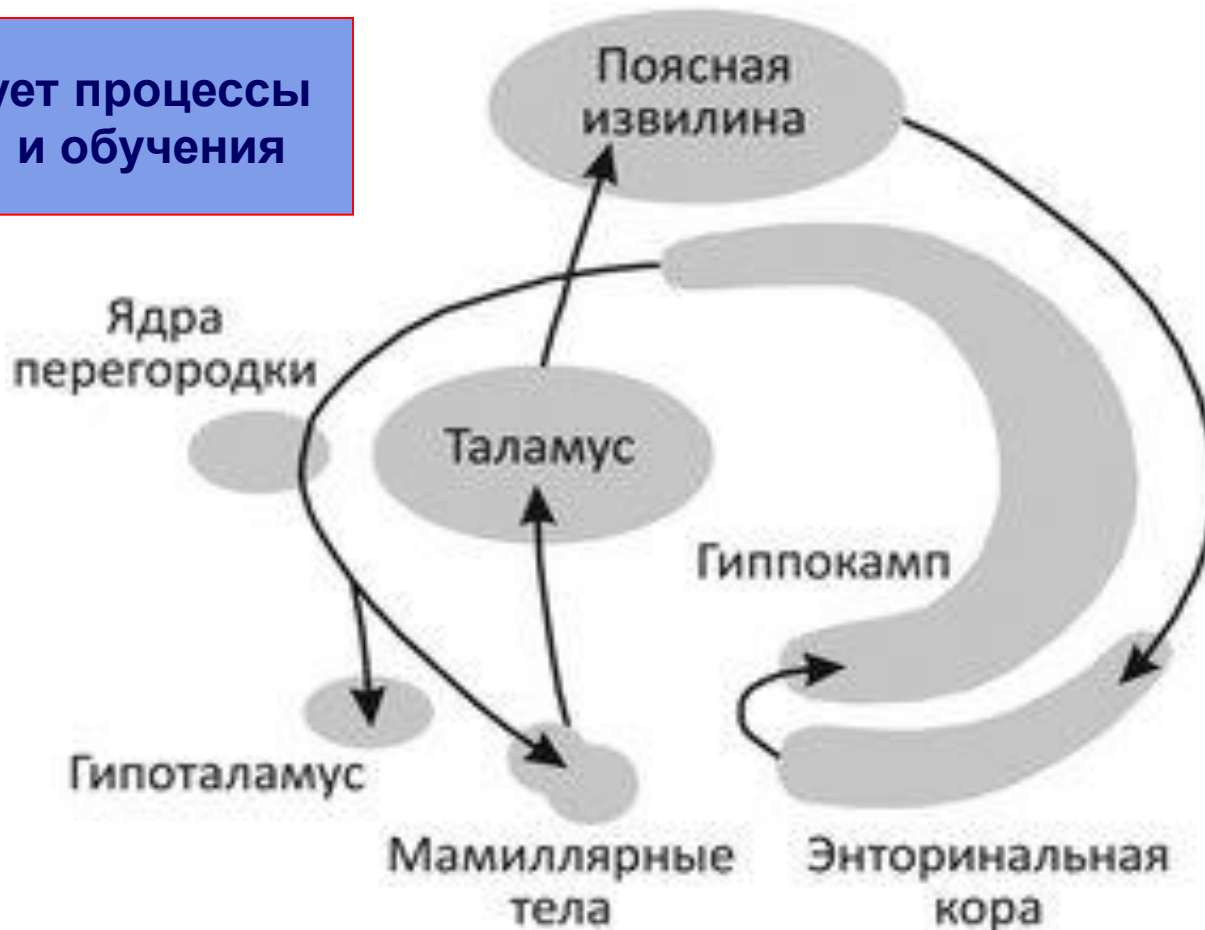 ует процессы
и обучения
Поясная
извилина
Ядра
перегородки
Таламус
Гиппокамп
Гипоталамус
Мамиллярные
тела
Энторинальная
кора